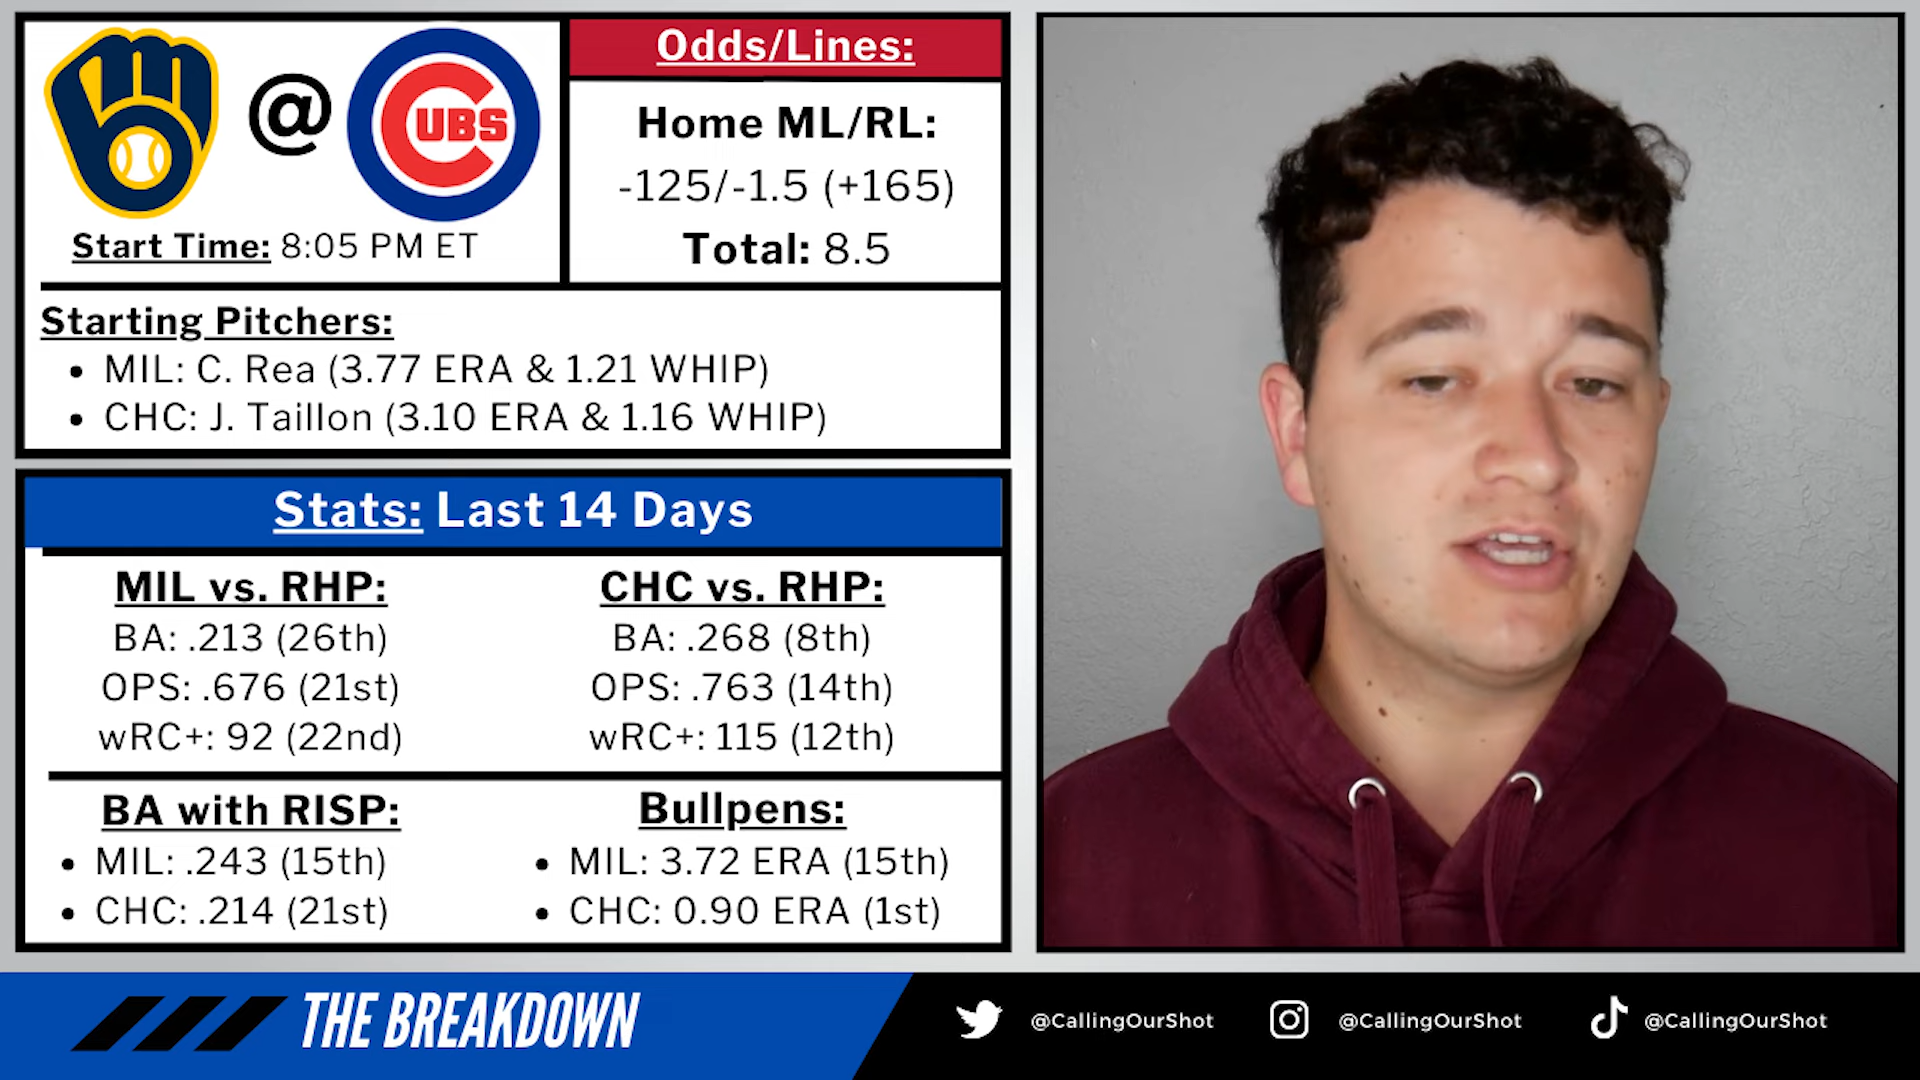 @
UBS
Start Time: 8:05 PM ET
Odds/Lines:
Home ML/RL:
-125/-1.5 (+165)
Total: 8.5
Starting Pitchers:
• MIL: C. Rea (3.77 ERA & 1.21 WHIP)
• CHC: J. Taillon (3.10 ERA & 1.16 WHIP)
Stats: Last 14 Days
MIL vs. RHP:
BA: .213 (26th)
OPS: .676 (21st)
wRC+: 92 (22nd)
CHC vs. RHP:
BA: .268 (8th)
OPS: .763 (14th)
wRC+: 115 (12th)
BA with RISP:
• MIL: .243 (15th)
• CHC: .214 (21st)
Bullpens:
• MIL: 3.72 ERA (15th)
• CHC: 0.90 ERA (1st)
THE BREAKDOWN
@CallingOurShot
@CallingOurShot
@CallingOurShot